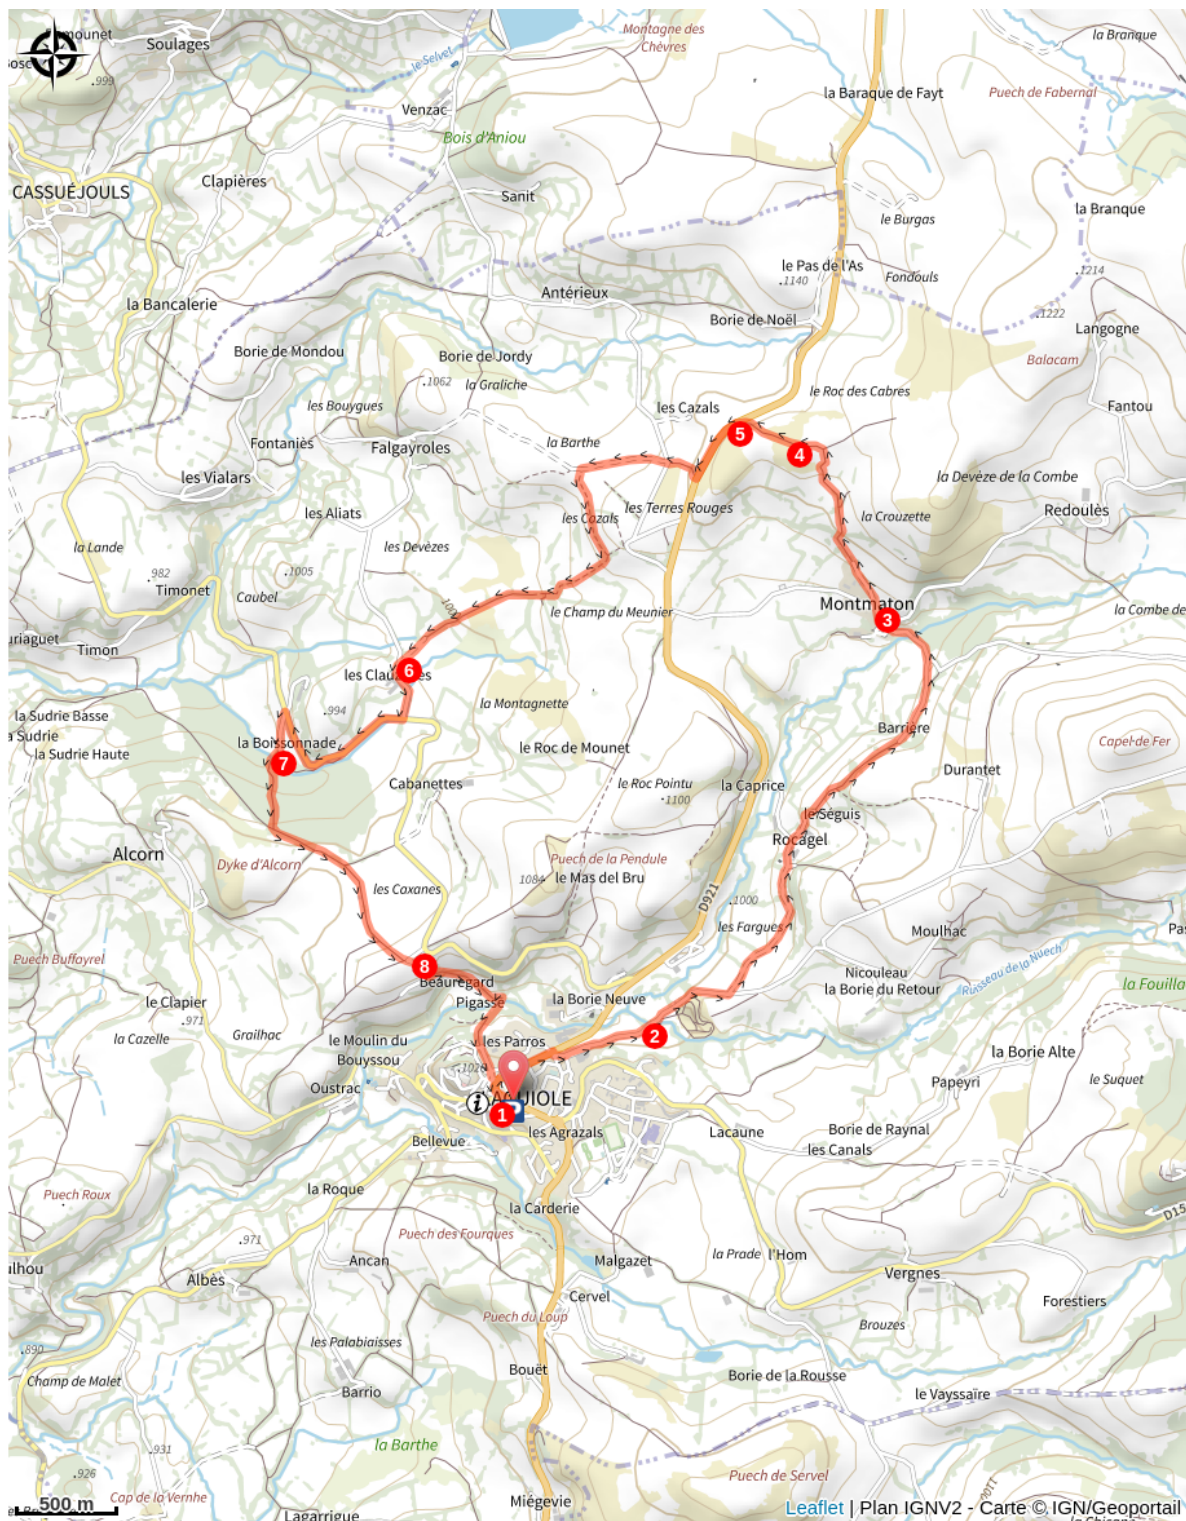 Soulages
Montagne des
Chèvres
la Branque
le Selvet
.999
Venzac
la Baraque de Fayt
Puech de Fabernal
Bois d'Aniou
Clapières
CASSUÉJOULS
Sanit
le Burgas
la Branque
le Pas de l'As
Fondouls
.1140
.1214
Antérieux
la Bancalerie
Borie de Noël
.1222
Langogne
Borie de Mondou
Borie de Jordy
Balacam
.1062
la Graliche
le Roc des Cabres
les Bouygues
les Cazals
Fantou
Fontaniès
Falgayroles
la Barthe
5
4
les Vialars
la Devèze de la Combe
les Aliats
les Cazals
les Terres Rouges
la Crouzette
Redoulès
la Lande
les Devèzes
.982
.1005
Timonet
Caubel
1000
le Champ du Meunier
Montmaton
3
la Combe de
uriaguet
Timon
6
la Sudrie Basse
.994
la Montagnette
a Sudrie
la Sudrie Haute
la Boissonnade
le Roc de Mounet
Barrière
Capel de Fer
7
Cabanettes
le Roc Pointu
la Caprice
Durantet
.1100
le Séguis
Rocagel
Alcorn
Dyke d'Alcorn
Puech de la Pendule
1084
le Mas del Bru
les Caxanes
D921
.1000
les Fargues
Moulhac
Puech Buffayrel
8
Beauregard
Nicouleau
Ruisseau de la Nuech
Pigasse
la Borie Neuve
la Borie du Retour
la Fouilla
le Clapier
.971
la Cazelle
Grailhac
le Moulin du
Bouyssou
les Parros
2
la Borie Alte
Oustrac
Papeyri
le Suquet
i
1
les Agrazals
Bellevue
Lacaune
Borie de Raynal
les Canals
la Roque
Puech Roux
la Carderie
D15
Puech des Fourques
.971
Ancan
Malgazet
la Prade
l'Hom
ulhou
Albès
Vergnes
Cervel
Forestiers
Puech du Loup
Brouzes
.890
les Palabiaisses
Champ de Malet
Bouët
Borie de la Rousse
Barrio
le Vayssaïre
la Barthe
.931
.926
Puech de Servel
Cap de la Vernhe
500 m
Miégevie
Lagarrigue
Leaflet | Plan IGNV2 - Carte © IGN/Geoportail